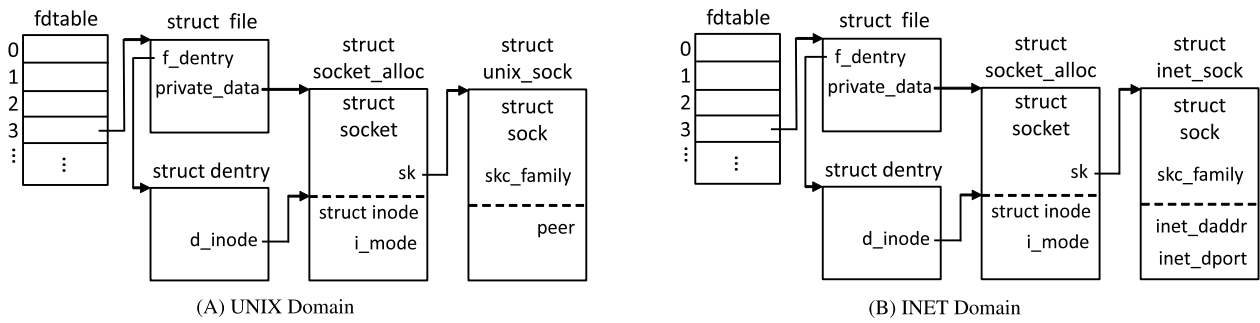 fdtable
0
1
2
3
⋮
⋮
struct file
f_dentry
private_data
struct dentry
d_inode
struct
socket_alloc
struct
socket
sk
struct inode
i_mode
struct
unix_sock
struct
sock
skc_family
peer
(A) UNIX Domain
fdtable
0
1
2
3
⋮
⋮
struct file
f_dentry
private_data
struct dentry
d_inode
struct
socket_alloc
struct
socket
sk
struct inode
i_mode
struct
inet_sock
struct
sock
skc_family
inet_daddr
inet_dport
(B) INET Domain